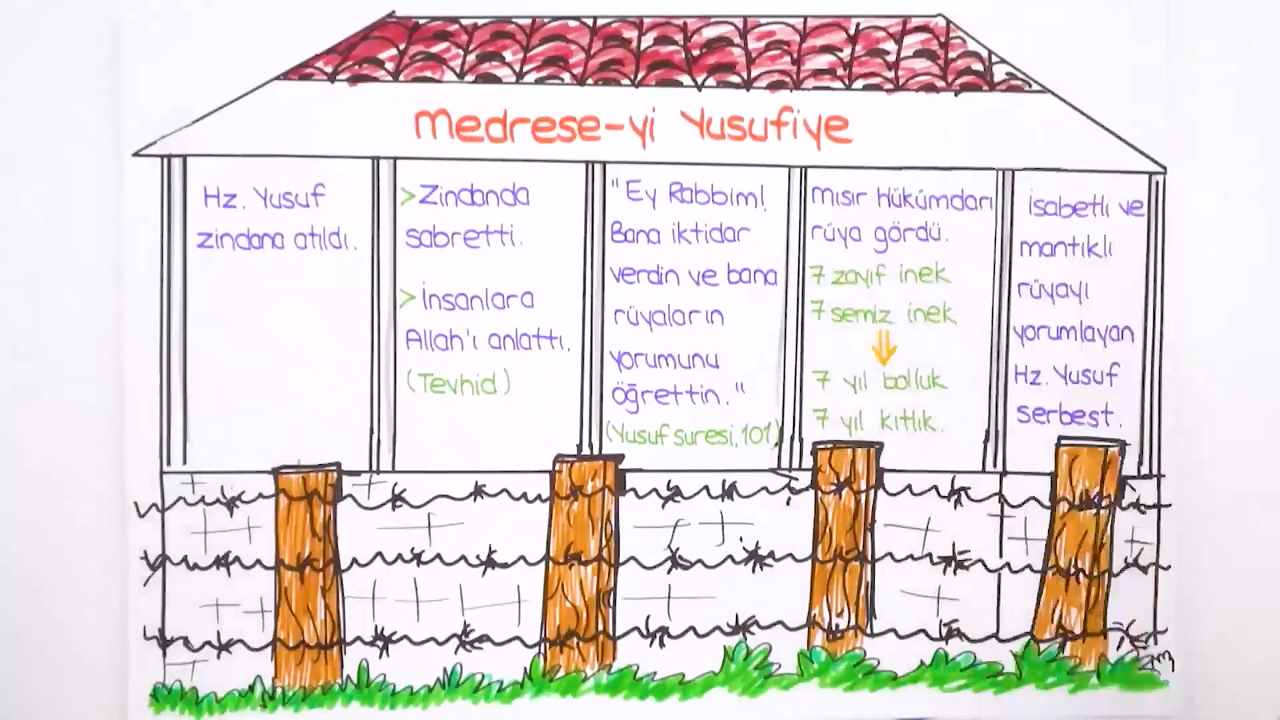 Medrese-yi Yusufiye
Hz. Yusuf
zindana atıldı.
> Zindanda
sabretti.
> İnsanlara
Allah'ı anlattı.
(Tevhid)
"Ey Rabbim!
Bana iktidar
verdin ve bana
rüyaların
yorumunu
öğrettin."
(Yusuf suresi, 101)
Mısır Hükümdarı
rüya gördü.
7 zayıf inek
7 semiz inek
7 yıl bolluk
7 yıl kıtlık.
İsabetli ve
mantıklı
rüyayı
yorumlayan
Hz. Yusuf
serbest.